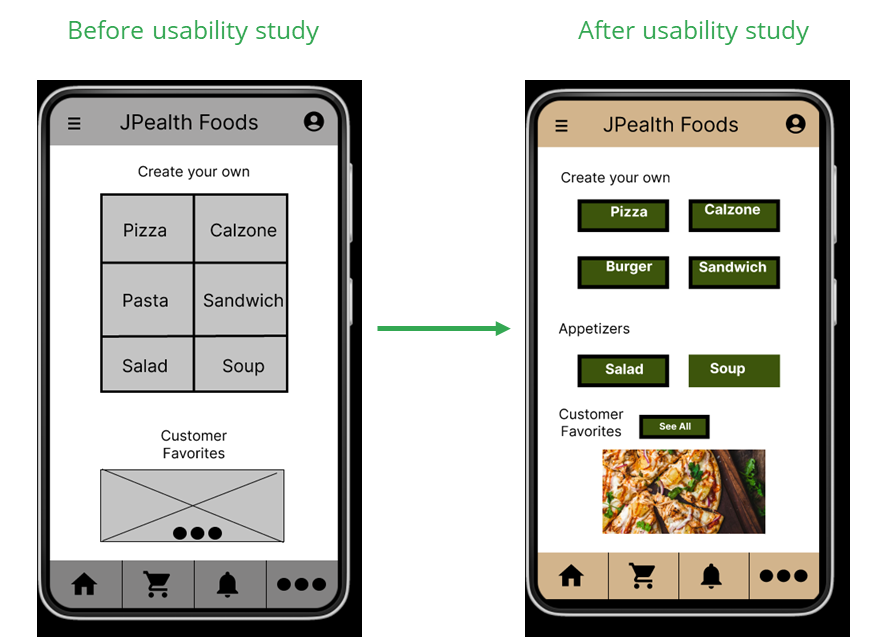 Before usability study
After usability study
JPealth Foods
Create your own
Pizza
Calzone
Pasta
Sandwich
Salad
Soup
Customer
Favorites
JPealth Foods
Create your own
Pizza
Calzone
Burger
Sandwich
Appetizers
Salad
Soup
Customer
Favorites
See All